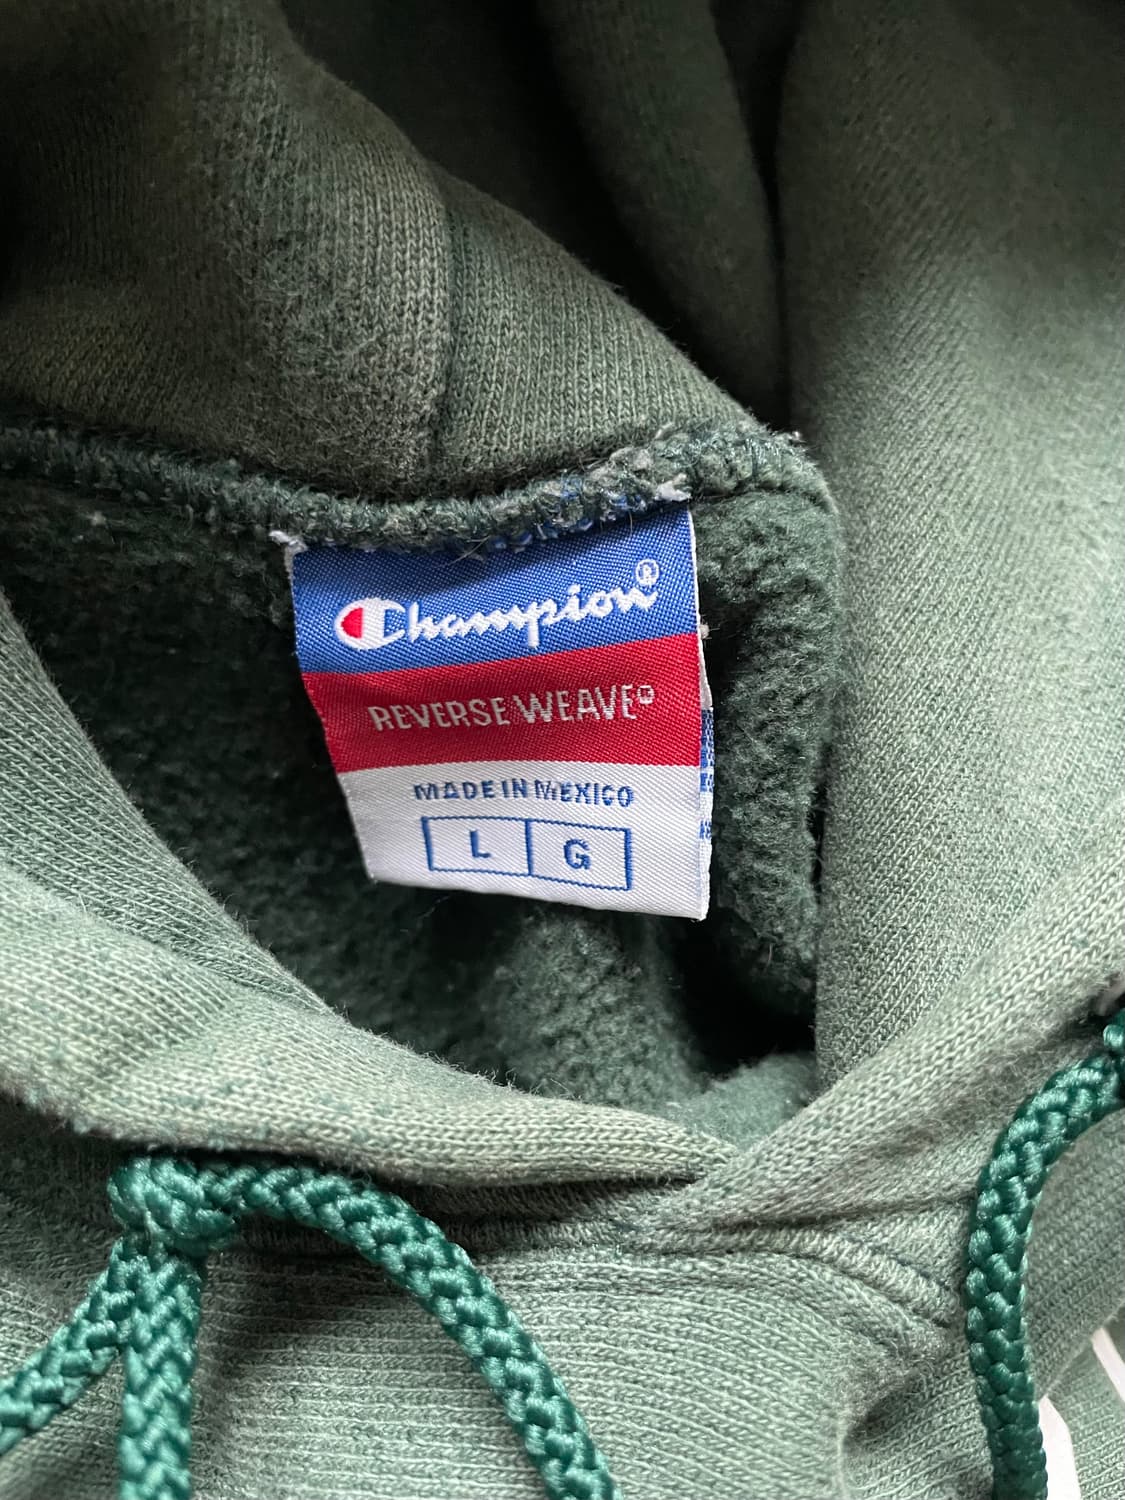 Champion®
REVERSE WEAVE®
MADE IN MEXICO
L G